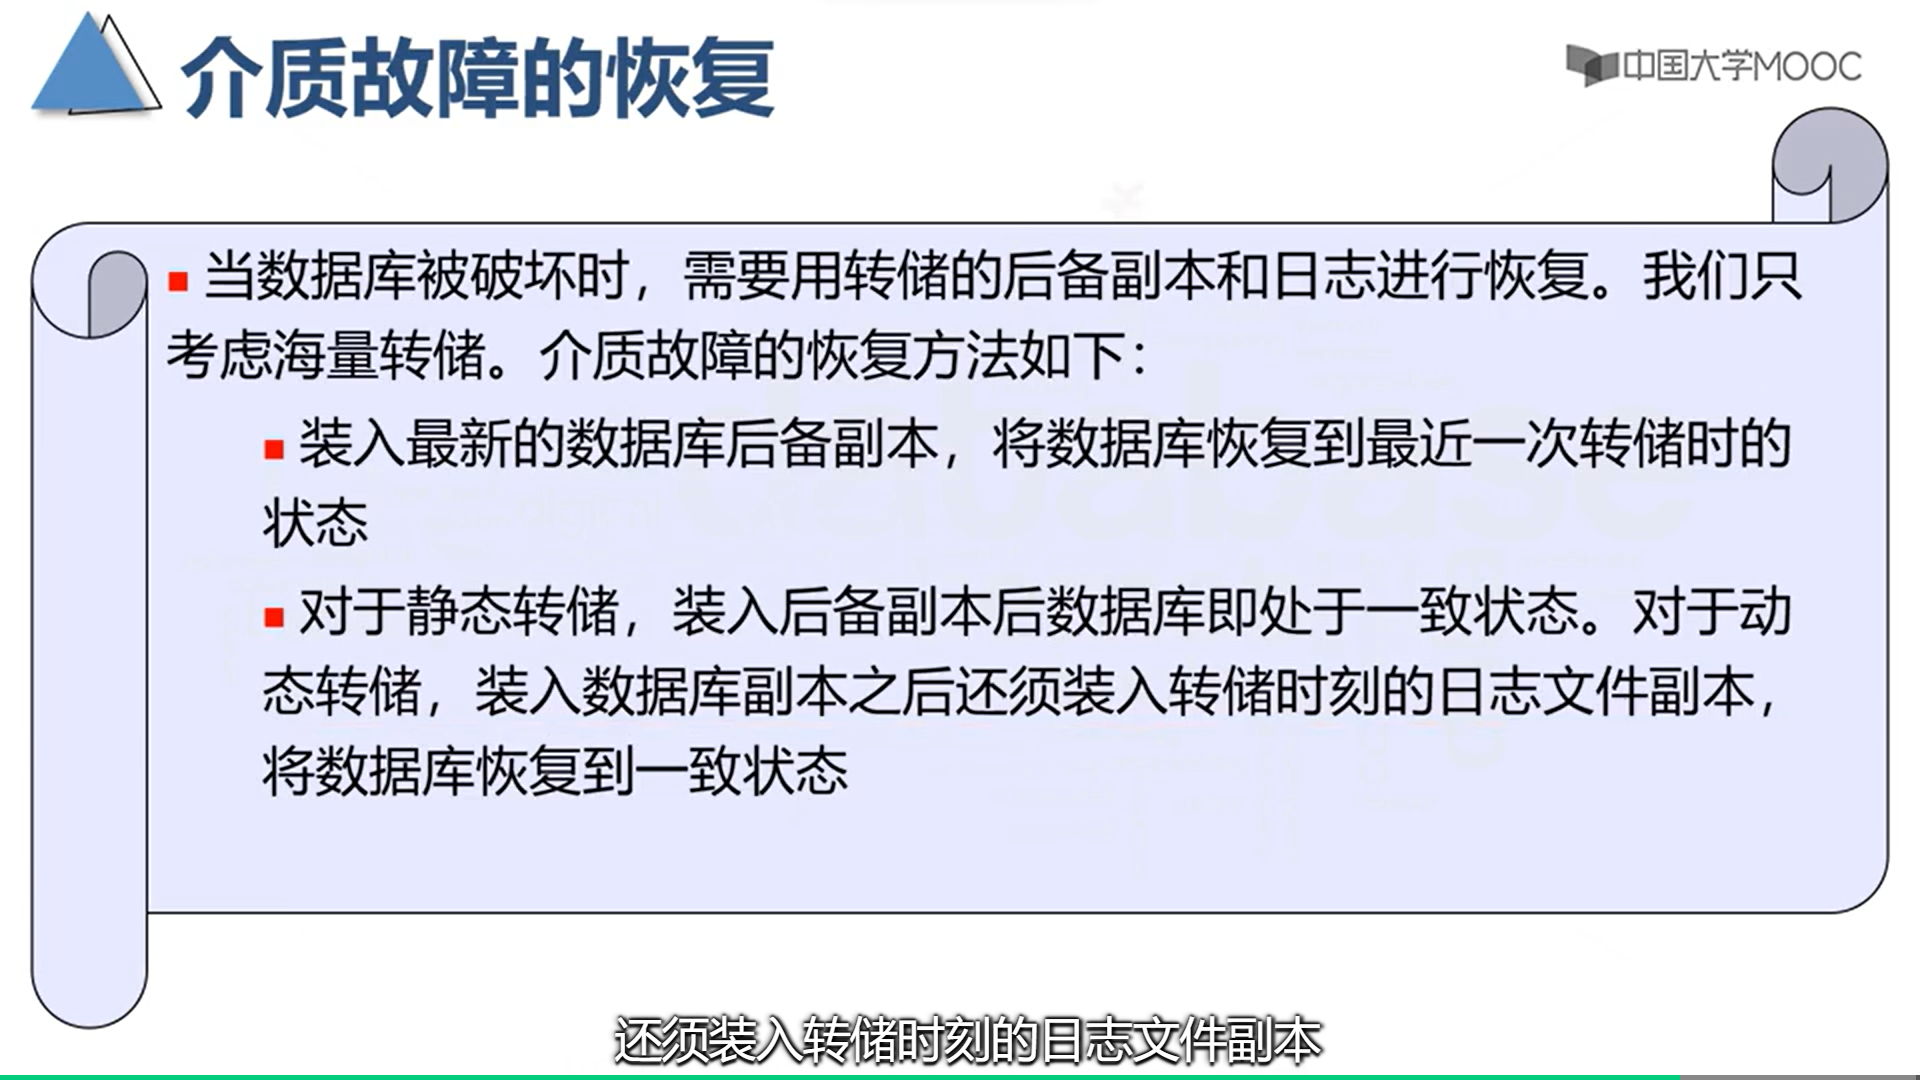 介质故障的恢复
中国大学MOOC
当数据库被破坏时，需要用转储的后备副本和日志进行恢复。我们只
考虑海量转储。介质故障的恢复方法如下：
装入最新的数据库后备副本，将数据库恢复到最近一次转储时的
状态
对于静态转储，装入后备副本后数据库即处于一致状态。对于动
态转储，装入数据库副本之后还须装入转储时刻的日志文件副本，
将数据库恢复到一致状态
还须装入转储时刻的日志文件副本